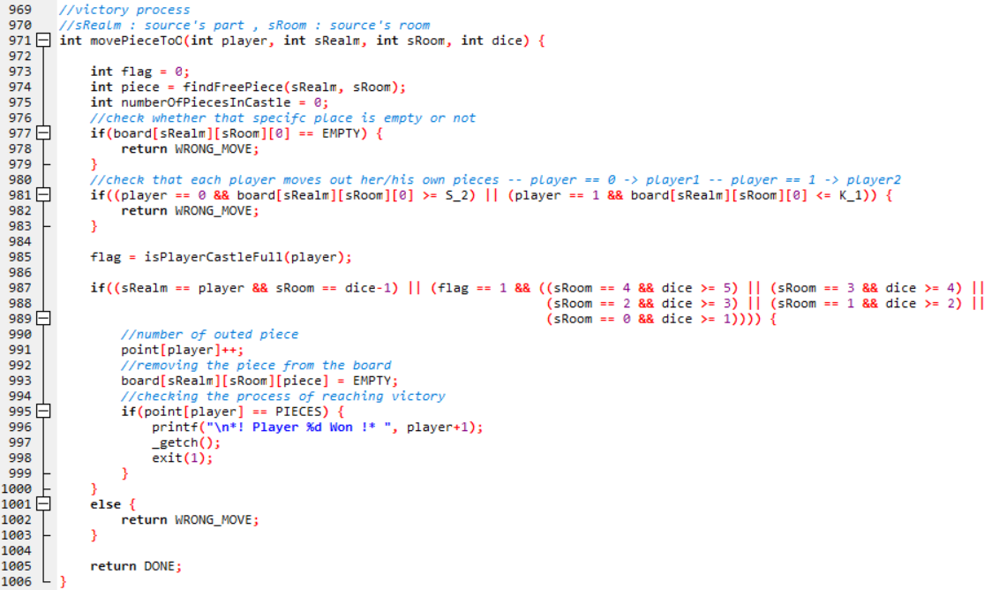 969 //victory process
970 //sRealm : source's part , sRoom : source's room
971 int movePieceToO(int player, int sRealm, int sRoom, int dice) {
972
973 int flag = 0;
974 int piece = findFreePiece(sRealm, sRoom);
975 int numberOfPiecesInCastle = 0;
976 //check whether that specifc place is empty or not
977 if(board[sRealm][sRoom][0] == EMPTY) {
978 return WRONG_MOVE;
979 }
980 //check that each player moves out her/his own pieces -- player == 0 -> player1 -- player == 1 -> player2
981 if((player == 0 && board[sRealm][sRoom][0] >= S_2) || (player == 1 && board[sRealm][sRoom][0] <= K_1)) {
982 return WRONG_MOVE;
983 }
984
985 flag = isPlayerCastleFull(player);
986
987 if((sRealm == player && sRoom == dice-1) || (flag == 1 && ((sRoom == 4 && dice >= 5) || (sRoom == 3 && dice >= 4) ||
988 (sRoom == 2 && dice >= 3) || (sRoom == 1 && dice >= 2) ||
989 (sRoom == 0 && dice >= 1)))) {
990 //number of outed piece
991 point[player]++;
992 //removing the piece from the board
993 board[sRealm][sRoom][piece] = EMPTY;
994 //checking the process of reaching victory
995 if(point[player] == PIECES) {
996 printf("\n*! Player %d Won !* ", player+1);
997 _getch();
998 exit(1);
999 }
1000 }
1001 else {
1002 return WRONG_MOVE;
1003 }
1004
1005 return DONE;
1006 }